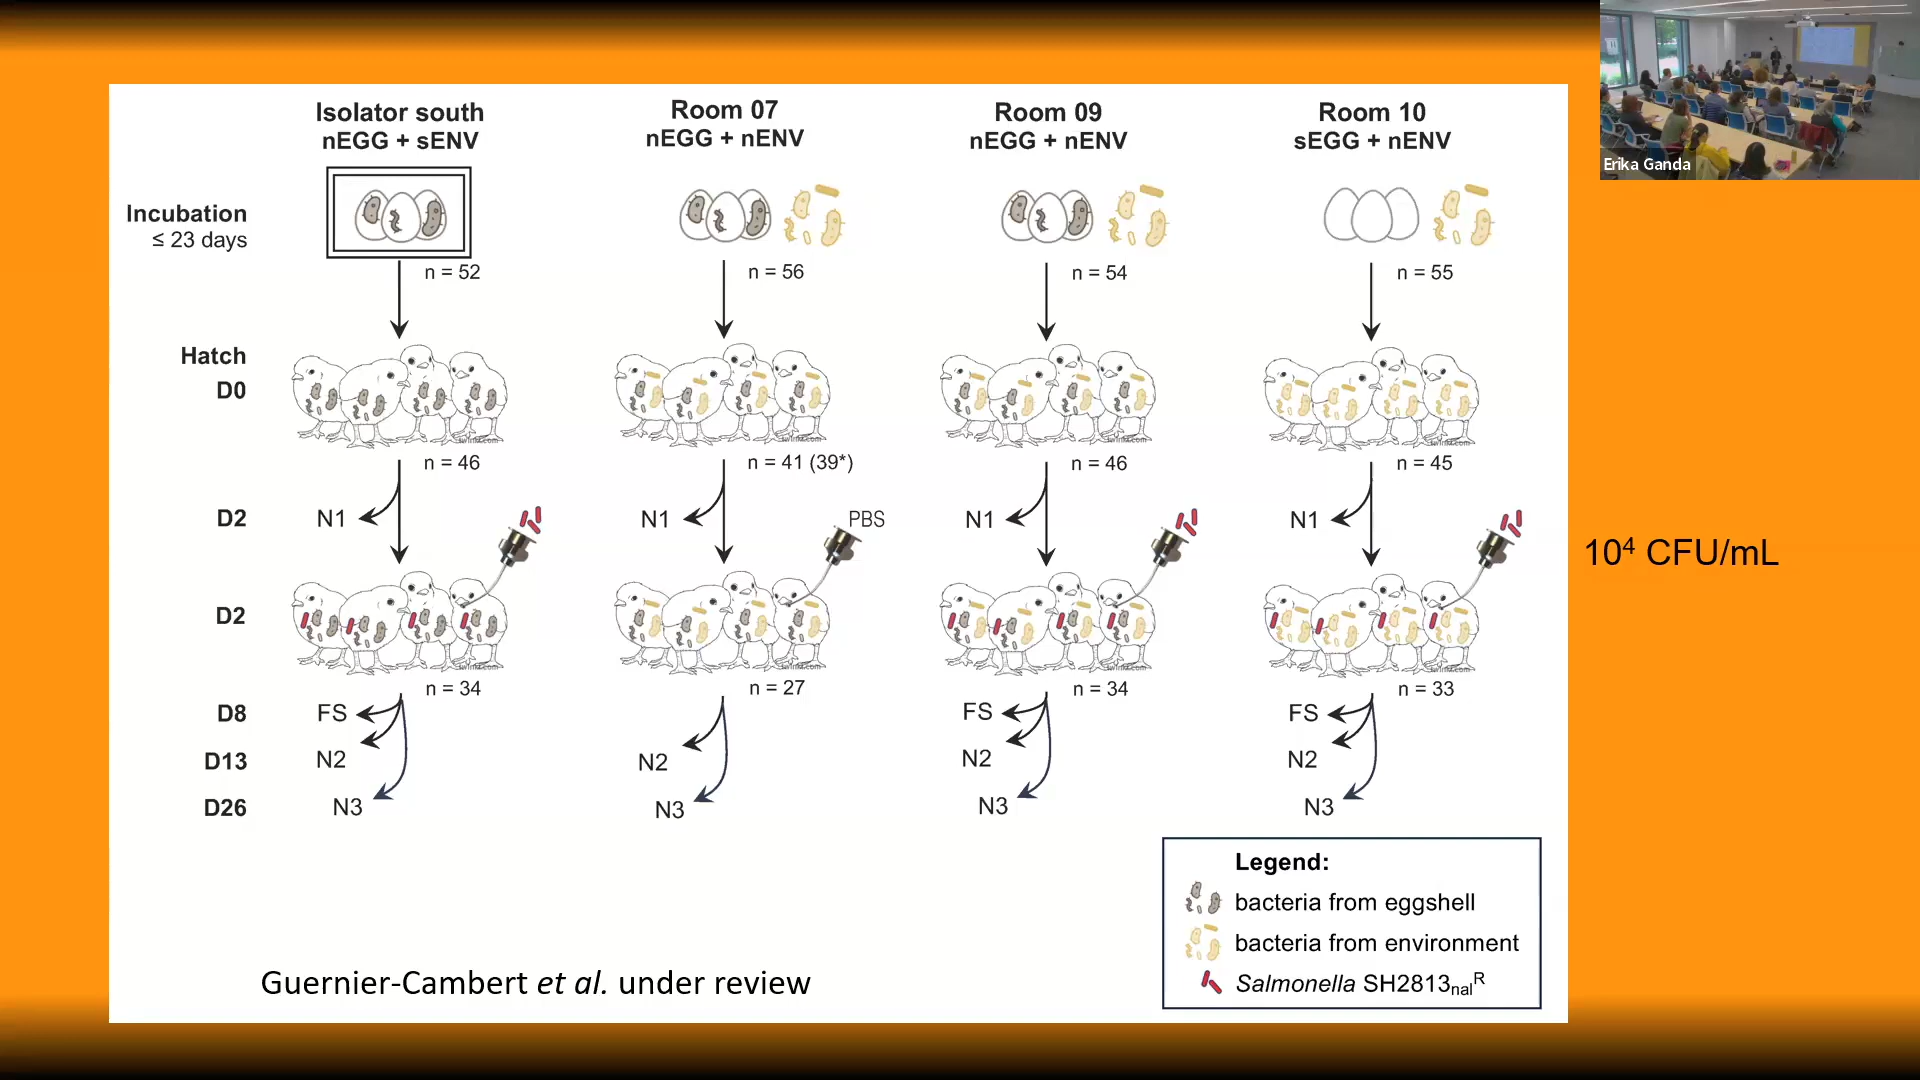 Isolator south
nEGG + sENV
Room 07
nEGG + nENV
Room 09
nEGG + nENV
Room 10
sEGG + nENV
Erika Ganda
Incubation
≤ 23 days
n = 52
n = 56
n = 54
n = 55
Hatch
D0
n = 46
n = 41 (39*)
n = 46
n = 45
D2
N1
N1
PBS
N1
N1
10⁴ CFU/mL
D2
n = 34
n = 27
n = 34
n = 33
D8
FS
FS
FS
D13
N2
N2
N2
N2
D26
N3
N3
N3
N3
Legend:
bacteria from eggshell
bacteria from environment
Salmonella SH2813nalR
Guernier-Cambert et al. under review